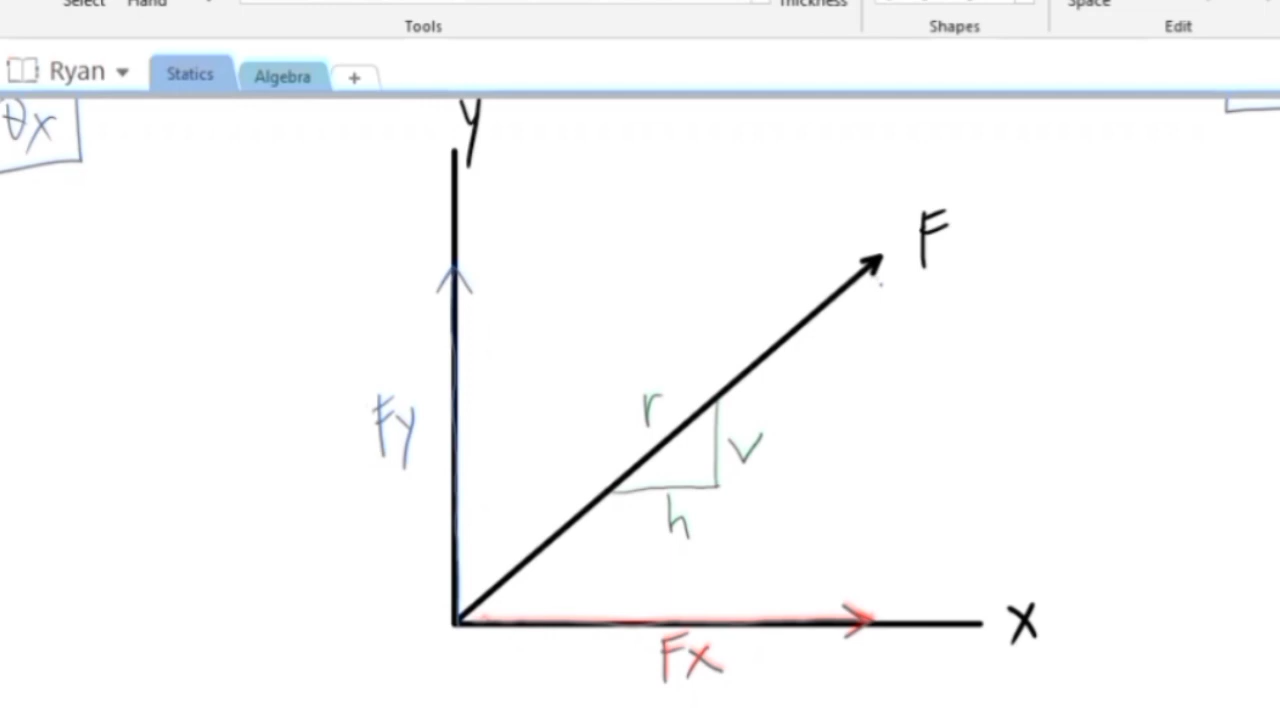 Select Hand Thickness Space
Tools Shapes Edit
Ryan Statics Algebra +
θx
y
F
r
Fy
v
h
x
Fx